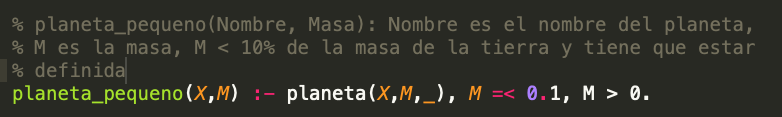 % planeta_pequeno(Nombre, Masa): Nombre es el nombre del planeta,
% M es la masa, M < 10% de la masa de la tierra y tiene que estar
% definida
planeta_pequeno(X,M) :- planeta(X,M,_), M =< 0.1, M > 0.